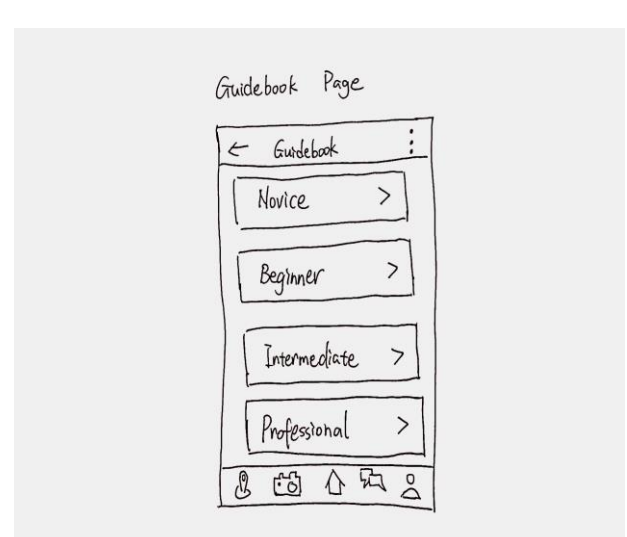 Guidebook Page
Guidebook
Novice
Beginner
Intermediate
Professional